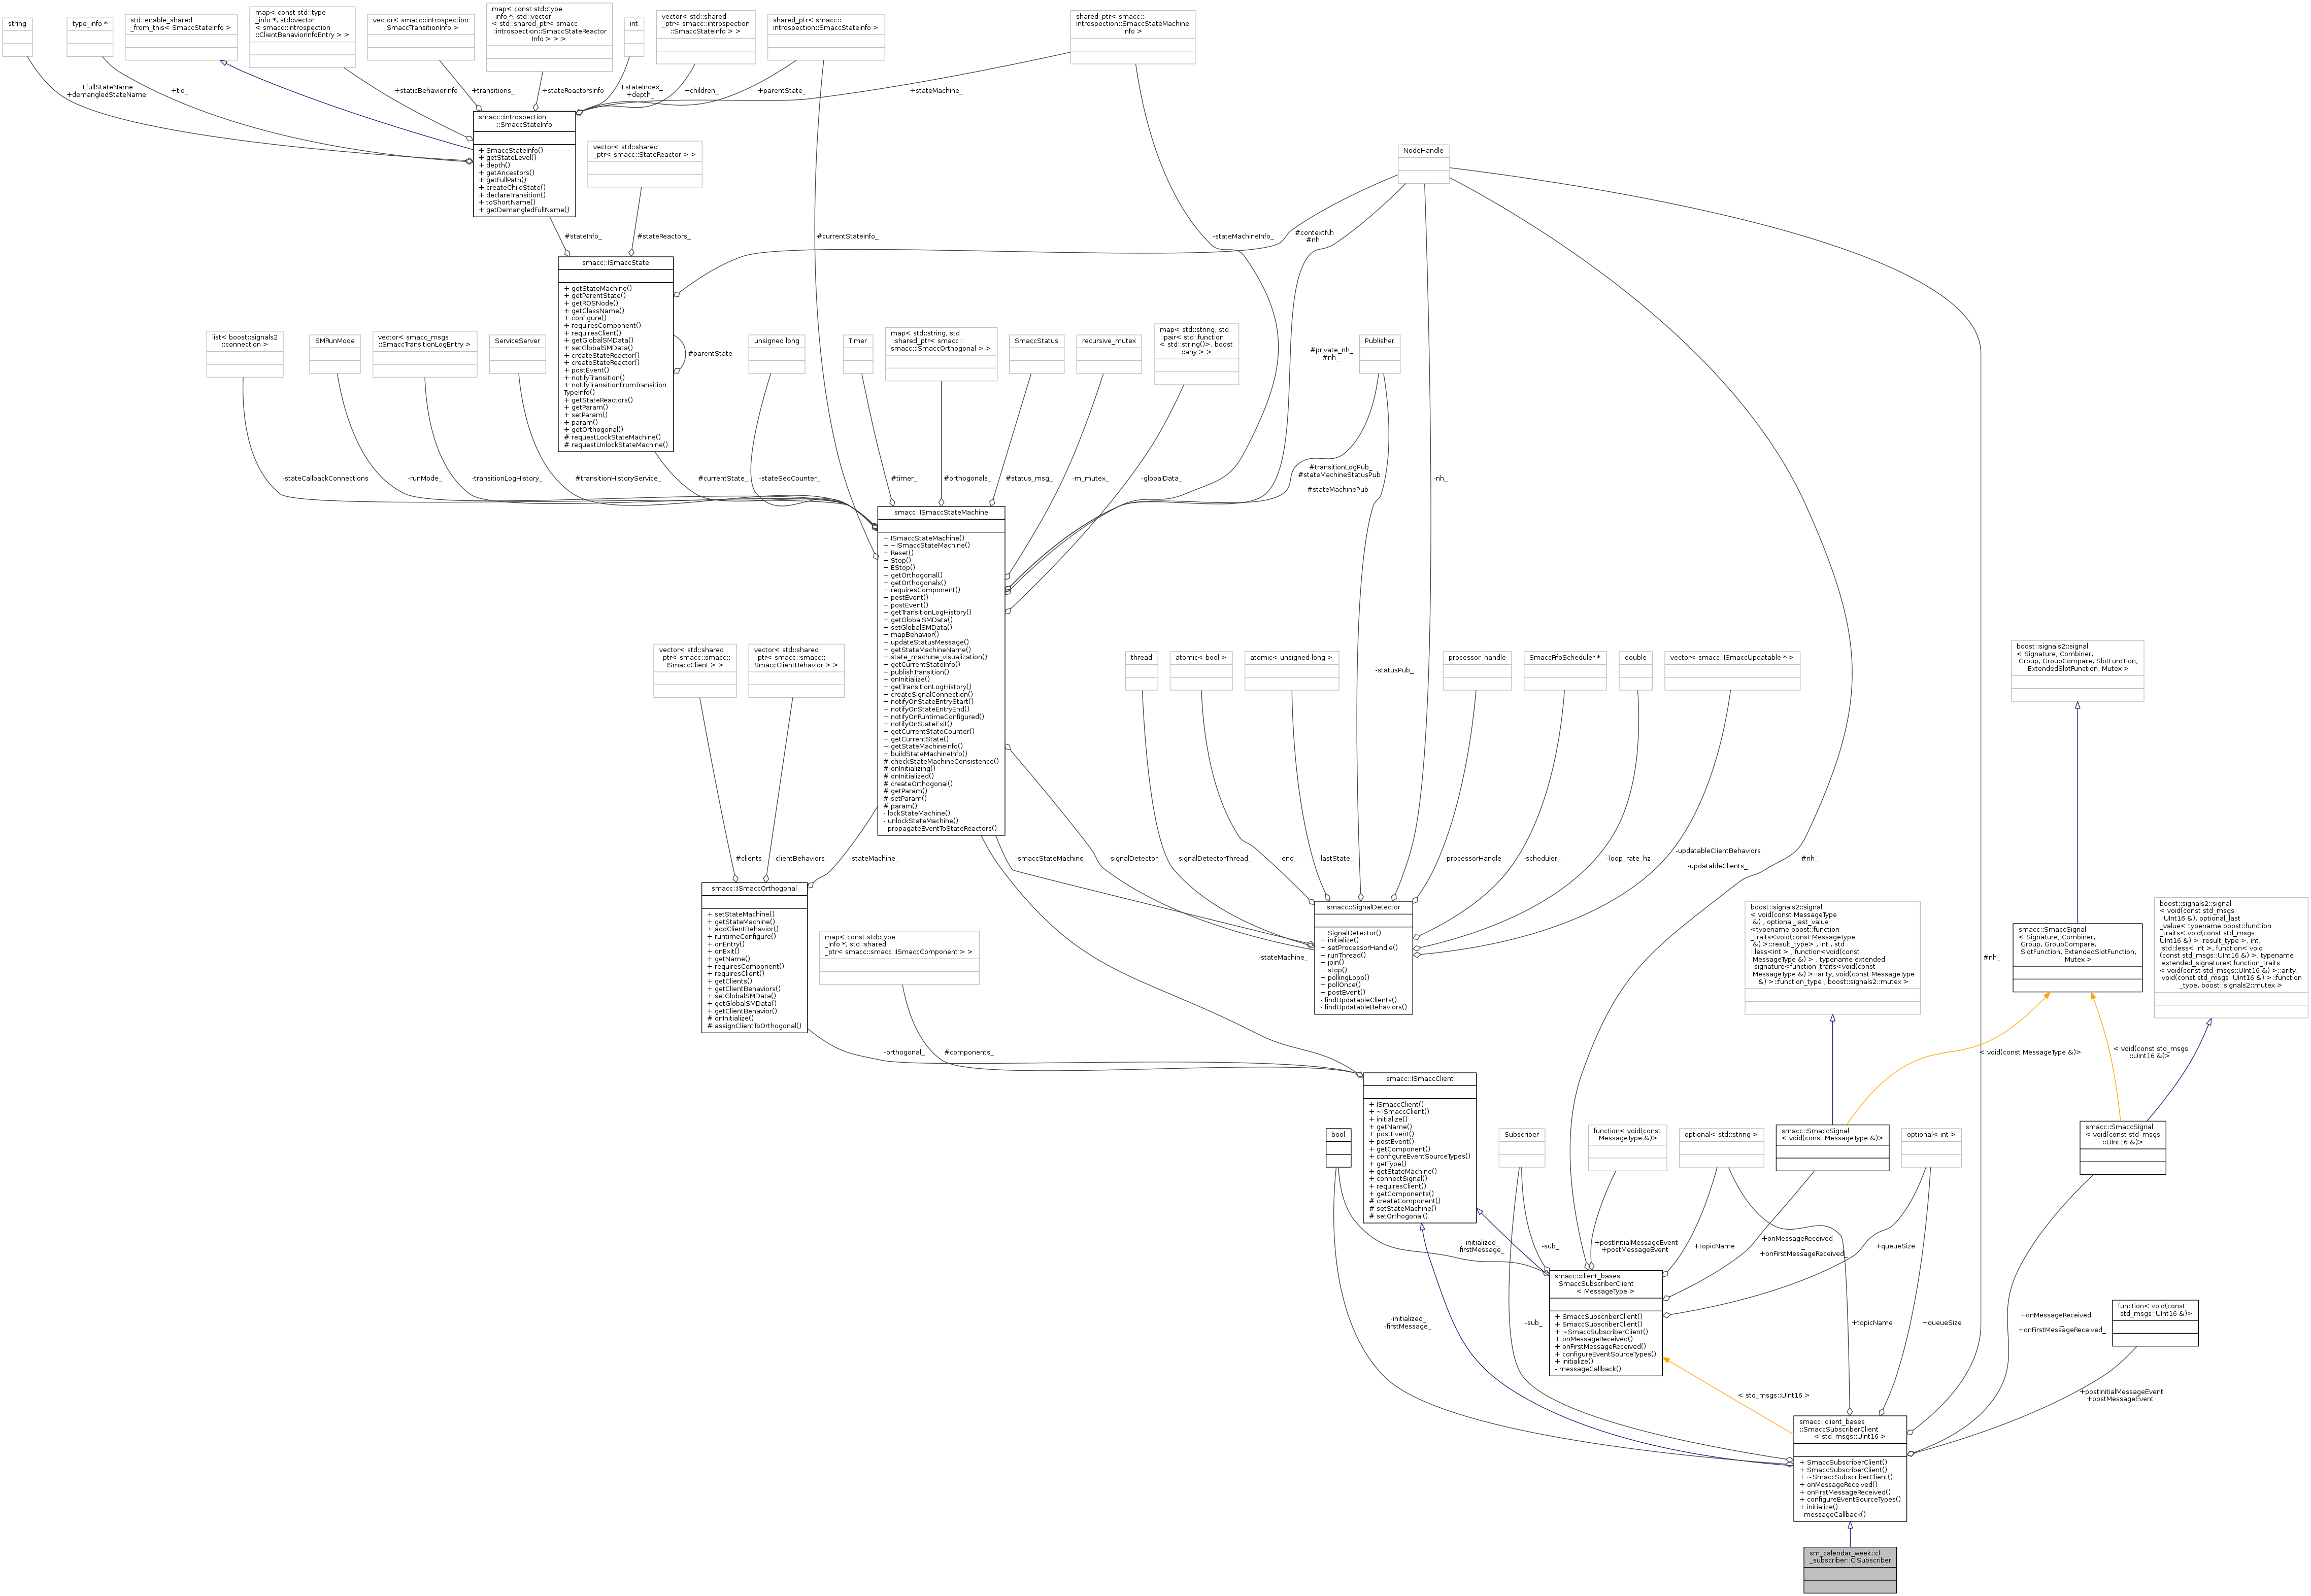 string
type_info *
std::enable_shared
_from_this< SmaccStateInfo >
map< const std::type
_info *, std::vector
< smacc::introspection
::ClientBehaviorInfoEntry > >
vector< smacc::introspection
::SmaccTransitionInfo >
map< const std::type
_info *, std::vector
< std::shared_ptr< smacc
::introspection::SmaccStateReactor
Info > > >
int
vector< std::shared
_ptr< smacc::introspection
::SmaccStateInfo > >
shared_ptr< smacc::
introspection::SmaccStateInfo >
shared_ptr< smacc::
introspection::SmaccStateMachine
Info >
+fullStateName
+demangledStateName
+tid_
+staticBehaviorInfo
+transitions_
+stateReactorsInfo
+stateIndex_
+depth_
+children_
+parentState_
+stateMachine_
smacc::introspection
::SmaccStateInfo
+ SmaccStateInfo()
+ getStateLevel()
+ depth()
+ getAncestors()
+ getFullPath()
+ createChildState()
+ declareTransition()
+ toShortName()
+ getDemangledFullName()
vector< std::shared
_ptr< smacc::StateReactor > >
NodeHandle
#stateInfo_
#stateReactors_
#currentStateInfo_
-stateMachineInfo_
#contextNh
#nh
smacc::ISmaccState
+ getStateMachine()
+ getParentState()
+ getROSNode()
+ getClassName()
+ configure()
+ requiresComponent()
+ requiresClient()
+ getGlobalSMData()
+ setGlobalSMData()
+ createStateReactor()
+ createStateReactor()
+ postEvent()
+ notifyTransition()
+ notifyTransitionFromTransition
TypeInfo()
+ getStateReactors()
+ getParam()
+ setParam()
+ param()
+ getOrthogonal()
# requestLockStateMachine()
# requestUnlockStateMachine()
#parentState_
list< boost::signals2
::connection >
SMRunMode
vector< smacc_msgs
::SmaccTransitionLogEntry >
ServiceServer
unsigned long
Timer
map< std::string, std
::shared_ptr< smacc::
smacc::ISmaccOrthogonal > >
SmaccStatus
recursive_mutex
map< std::string, std
::pair< std::function
< std::string()>, boost
::any > >
#private_nh_
#nh_
Publisher
-stateCallbackConnections
-runMode_
-transitionLogHistory_
#transitionHistoryService_
#currentState_
-stateSeqCounter_
#timer_
#orthogonals_
#status_msg_
-m_mutex_
-globalData_
#transitionLogPub_
#stateMachineStatusPub
_
#stateMachinePub_
-nh_
smacc::ISmaccStateMachine
+ ISmaccStateMachine()
+ ~ISmaccStateMachine()
+ Reset()
+ Stop()
+ EStop()
+ getOrthogonal()
+ getOrthogonals()
+ requiresComponent()
+ postEvent()
+ postEvent()
+ getTransitionLogHistory()
+ getGlobalSMData()
+ setGlobalSMData()
+ mapBehavior()
+ updateStatusMessage()
+ getStateMachineName()
+ state_machine_visualization()
+ getCurrentStateInfo()
+ publishTransition()
+ onInitialize()
+ getTransitionLogHistory()
+ createSignalConnection()
+ notifyOnStateEntryStart()
+ notifyOnStateEntryEnd()
+ notifyOnRuntimeConfigured()
+ notifyOnStateExit()
+ getCurrentStateCounter()
+ getCurrentState()
+ getStateMachineInfo()
+ buildStateMachineInfo()
# checkStateMachineConsistence()
# onInitializing()
# onInitialized()
# createOrthogonal()
# getParam()
# setParam()
# param()
- lockStateMachine()
- unlockStateMachine()
- propagateEventToStateReactors()
vector< std::shared
_ptr< smacc::smacc::
ISmaccClient > >
vector< std::shared
_ptr< smacc::smacc::
SmaccClientBehavior > >
thread
atomic< bool >
atomic< unsigned long >
-statusPub_
processor_handle
SmaccFifoScheduler *
double
vector< smacc::ISmaccUpdatable * >
boost::signals2::signal
< Signature, Combiner,
Group, GroupCompare, SlotFunction,
ExtendedSlotFunction, Mutex >
#clients_
-clientBehaviors_
-stateMachine_
-smaccStateMachine_
-signalDetector_
-signalDetectorThread_
-end_
-lastState_
-processorHandle_
-scheduler_
-loop_rate_hz
-updatableClientBehaviors
_
-updatableClients_
#nh_
smacc::ISmaccOrthogonal
+ setStateMachine()
+ getStateMachine()
+ addClientBehavior()
+ runtimeConfigure()
+ onEntry()
+ onExit()
+ getName()
+ requiresComponent()
+ requiresClient()
+ getClients()
+ getClientBehaviors()
+ setGlobalSMData()
+ getGlobalSMData()
+ getClientBehavior()
# onInitialize()
# assignClientToOrthogonal()
map< const std::type
_info *, std::shared
_ptr< smacc::smacc::ISmaccComponent > >
smacc::SignalDetector
+ SignalDetector()
+ initialize()
+ setProcessorHandle()
+ runThread()
+ join()
+ stop()
+ pollingLoop()
+ pollOnce()
+ postEvent()
- findUpdatableClients()
- findUpdatableBehaviors()
boost::signals2::signal
< void(const MessageType
&) , optional_last_value
<typename boost::function
_traits<void(const MessageType
&) >::result_type> , int , std
::less<int > , function<void(const
MessageType &) > , typename extended
_signature<function_traits<void(const
MessageType &) >::arity, void(const MessageType
&) >::function_type , boost::signals2::mutex >
smacc::SmaccSignal
< Signature, Combiner,
Group, GroupCompare,
SlotFunction, ExtendedSlotFunction,
Mutex >
boost::signals2::signal
< void(const std_msgs
::UInt16 &), optional_last
_value< typename boost::function
_traits< void(const std_msgs::
UInt16 &) >::result_type >, int,
std::less< int >, function< void
(const std_msgs::UInt16 &) >, typename
extended_signature< function_traits
< void(const std_msgs::UInt16 &) >::arity,
void(const std_msgs::UInt16 &) >::function
_type, boost::signals2::mutex >
-stateMachine_
#nh_
-orthogonal_
#components_
< void(const MessageType &)>
< void(const std_msgs
::UInt16 &)>
smacc::ISmaccClient
+ ISmaccClient()
+ ~ISmaccClient()
+ initialize()
+ getName()
+ postEvent()
+ postEvent()
+ getComponent()
+ configureEventSourceTypes()
+ getType()
+ getStateMachine()
+ connectSignal()
+ requiresClient()
+ getComponents()
# createComponent()
# setStateMachine()
# setOrthogonal()
bool
Subscriber
function< void(const
MessageType &)>
optional< std::string >
smacc::SmaccSignal
< void(const MessageType &)>
optional< int >
smacc::SmaccSignal
< void(const std_msgs
::UInt16 &)>
-initialized_
-firstMessage_
-sub_
+postInitialMessageEvent
+postMessageEvent
+topicName
+onMessageReceived
_
+onFirstMessageReceived_
+queueSize
smacc::client_bases
::SmaccSubscriberClient
< MessageType >
+ SmaccSubscriberClient()
+ SmaccSubscriberClient()
+ ~SmaccSubscriberClient()
+ onMessageReceived()
+ onFirstMessageReceived()
+ configureEventSourceTypes()
+ initialize()
- messageCallback()
function< void(const
std_msgs::UInt16 &)>
-initialized_
-firstMessage_
-sub_
+topicName
+queueSize
+onMessageReceived
_
+onFirstMessageReceived_
< std_msgs::UInt16 >
+postInitialMessageEvent
+postMessageEvent
smacc::client_bases
::SmaccSubscriberClient
< std_msgs::UInt16 >
+ SmaccSubscriberClient()
+ SmaccSubscriberClient()
+ ~SmaccSubscriberClient()
+ onMessageReceived()
+ onFirstMessageReceived()
+ configureEventSourceTypes()
+ initialize()
- messageCallback()
sm_calendar_week::cl
_subscriber::ClSubscriber